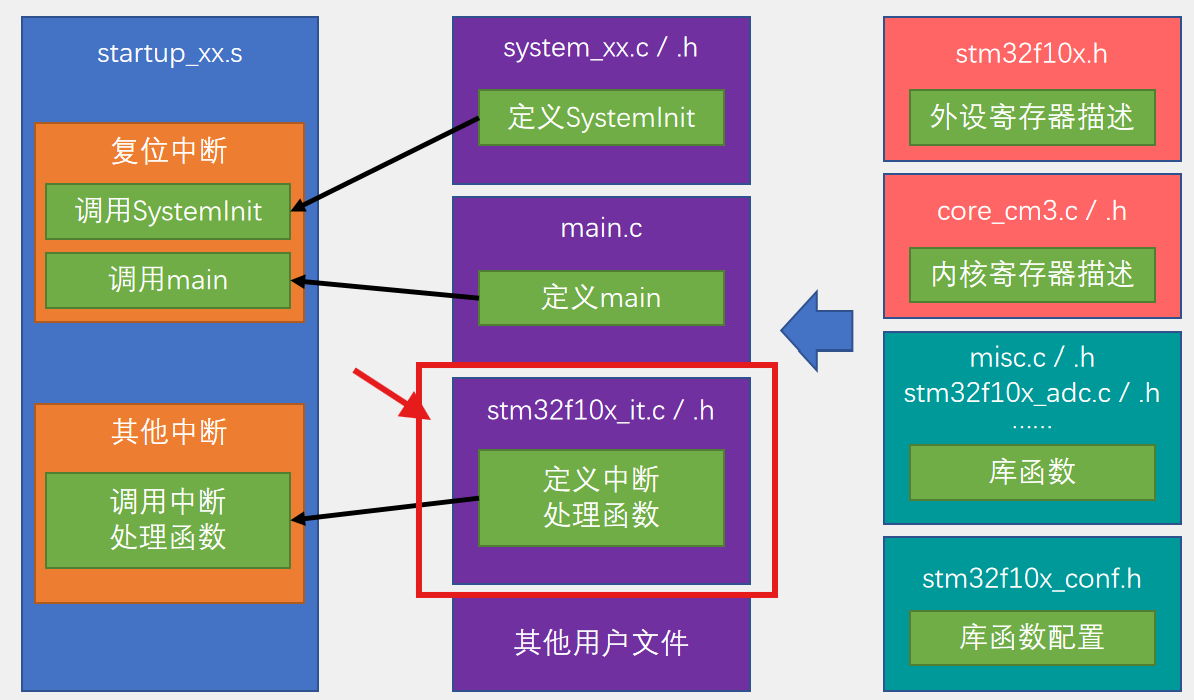 startup_xx.s
复位中断
调用SystemInit
调用main
其他中断
调用中断
处理函数
system_xx.c / .h
定义SystemInit
main.c
定义main
stm32f10x_it.c / .h
定义中断
处理函数
其他用户文件
stm32f10x.h
外设寄存器描述
core_cm3.c / .h
内核寄存器描述
misc.c / .h
stm32f10x_adc.c / .h
......
库函数
stm32f10x_conf.h
库函数配置